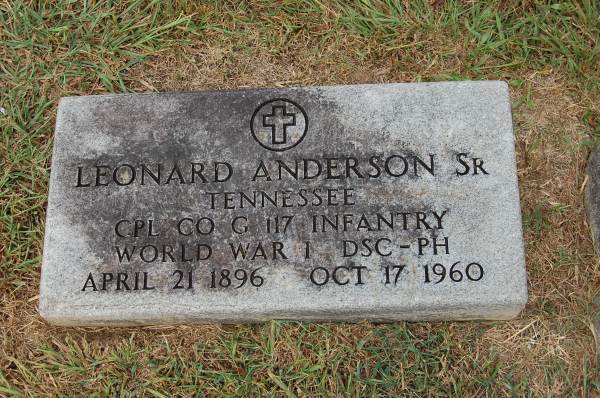 LEONARD ANDERSON SR
TENNESSEE
CPL CO G 117 INFANTRY
WORLD WAR I DSC-PH
APRIL 21 1896 OCT 17 1960